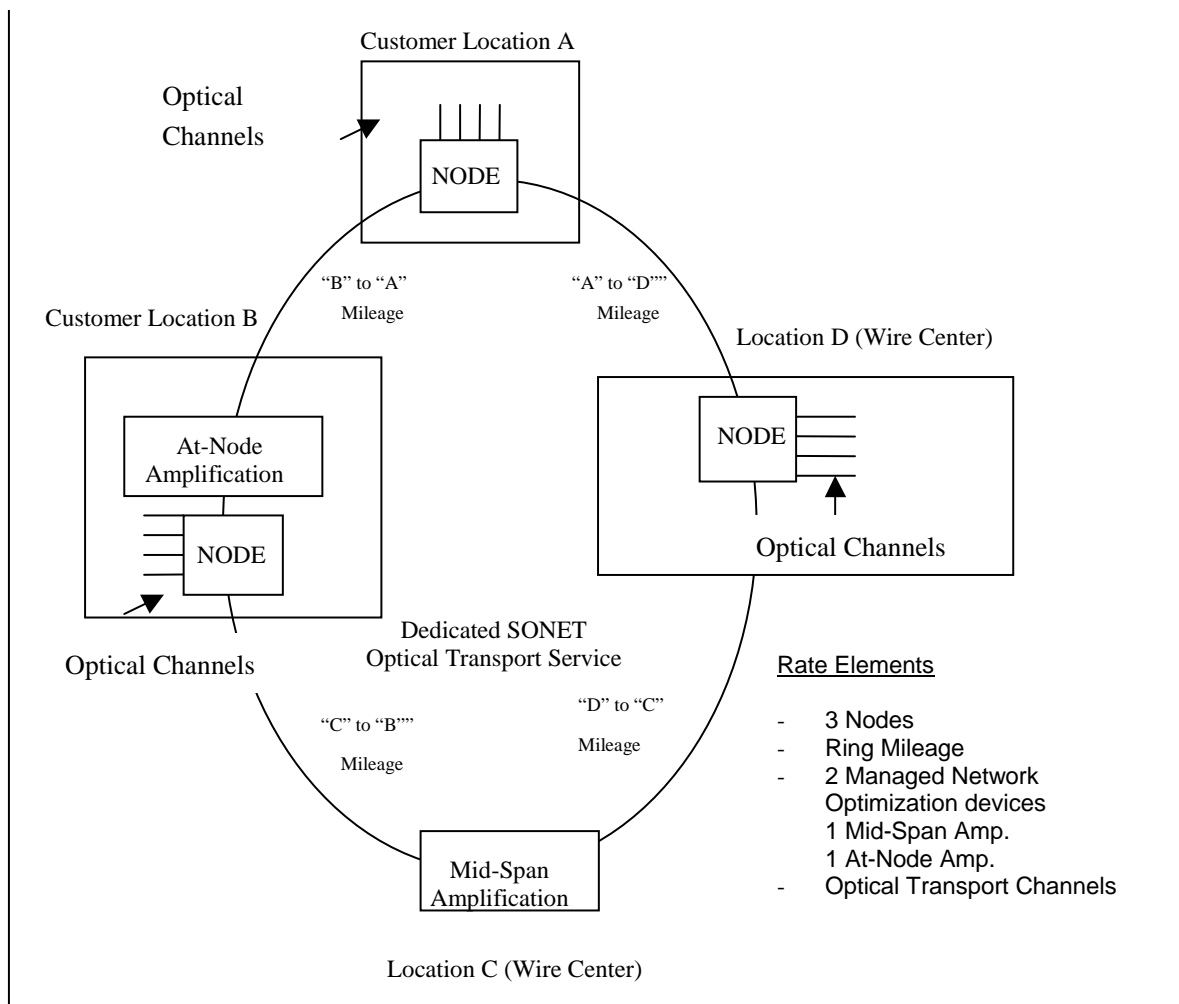 Customer Location A
Optical
Channels
NODE
“B” to “A”
Mileage
“A” to “D””
Mileage
Customer Location B
Location D (Wire Center)
At-Node
Amplification
NODE
NODE
Optical Channels
Optical Channels
Dedicated SONET
Optical Transport Service
“C” to “B””
Mileage
“D” to “C”
Mileage
Rate Elements
- 3 Nodes
- Ring Mileage
- 2 Managed Network
Optimization devices
1 Mid-Span Amp.
1 At-Node Amp.
- Optical Transport Channels
Mid-Span
Amplification
Location C (Wire Center)